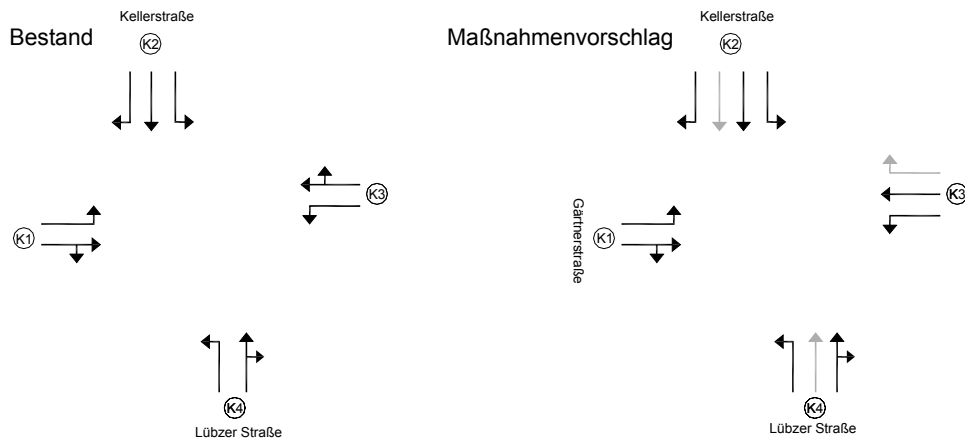 Bestand
Kellerstraße
K2
K1
K3
K4
Lübzer Straße
Maßnahmenvorschlag
Kellerstraße
K2
Gärtnerstraße
K1
K3
K4
Lübzer Straße